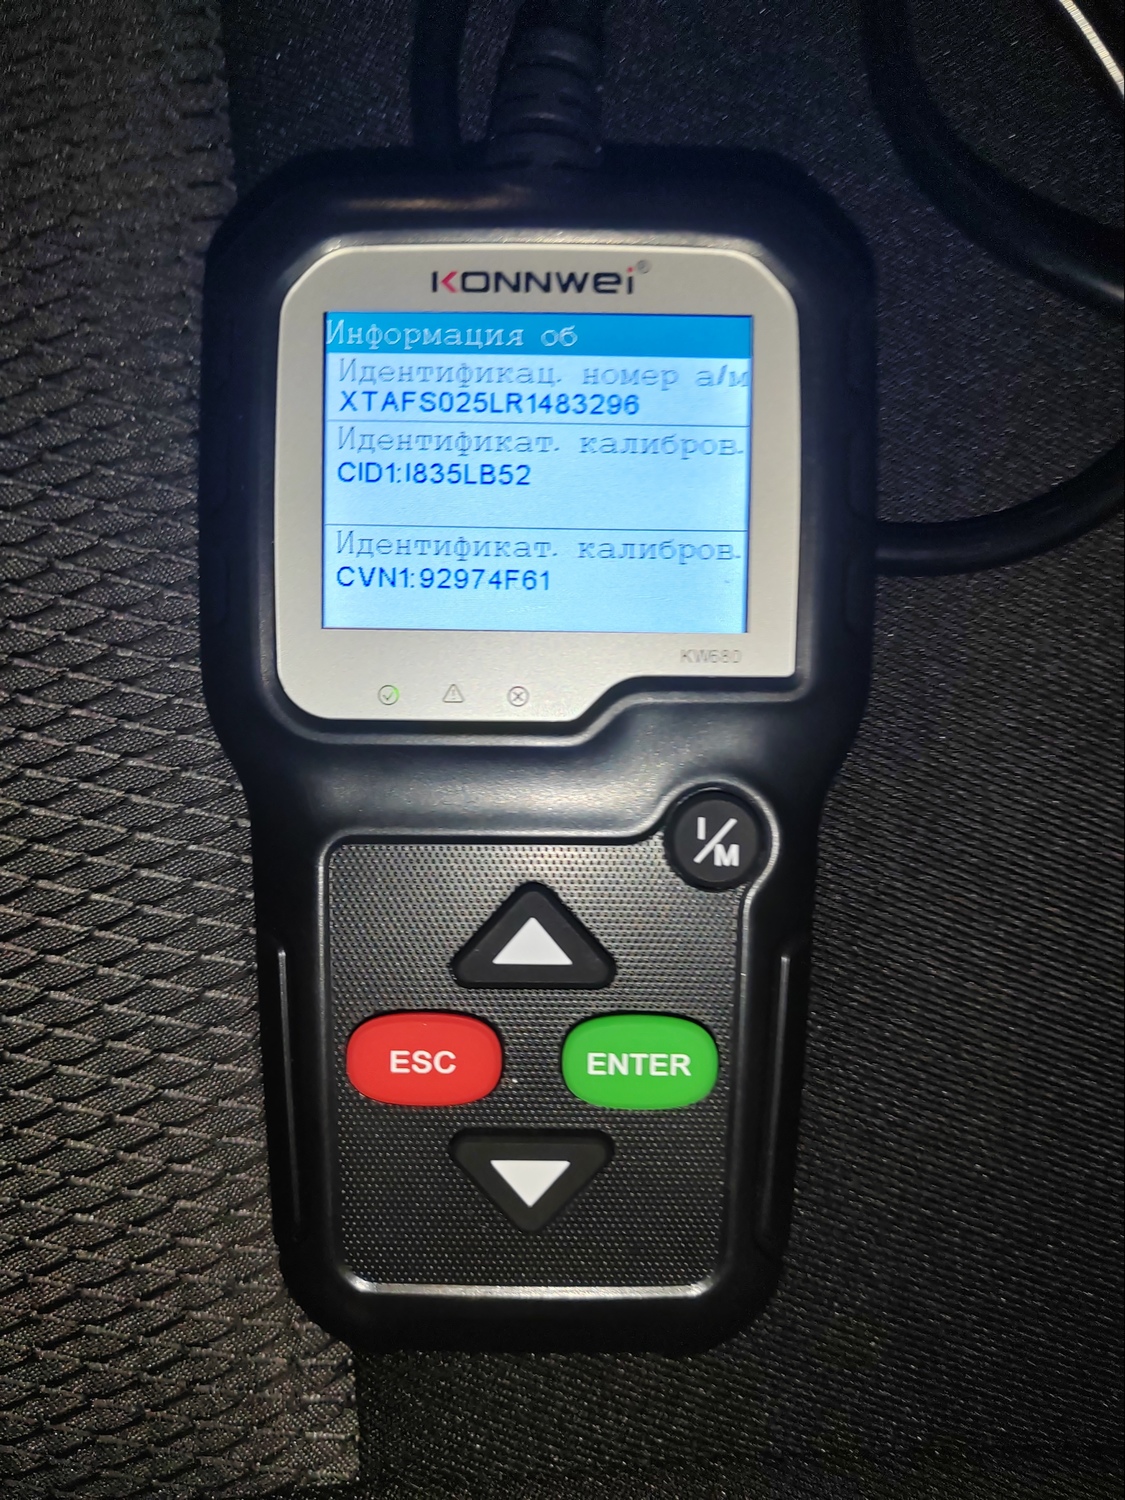 KONNWEI®
Информация об
Идентификац. номер а/м
XTAFS025LR1483296
Идентификат. калибров.
CID1:I835LB52
Идентификат. калибров.
CVN1:92974F61
KW680
I/M
ESC
ENTER